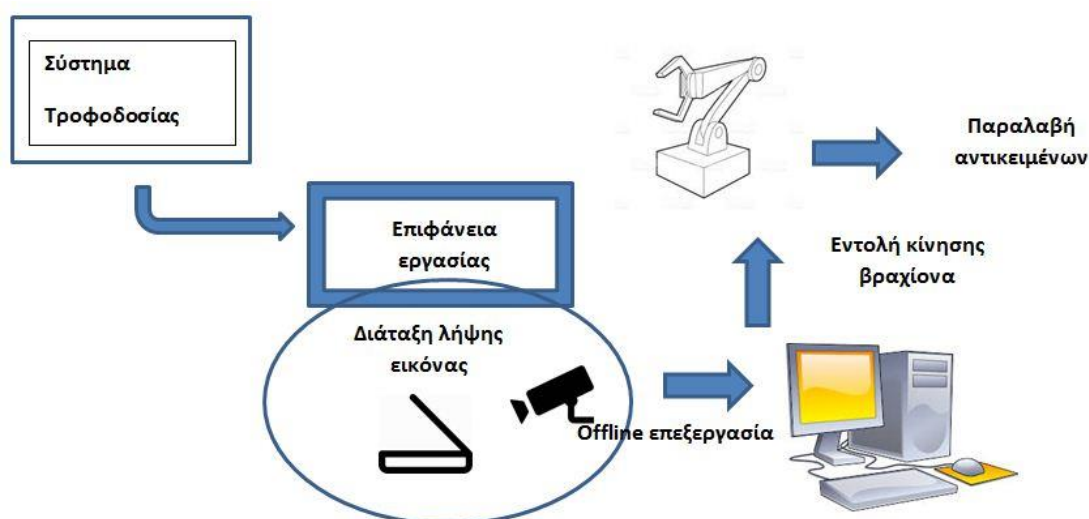 Σύστημα
Τροφοδοσίας
Επιφάνεια
εργασίας
Διάταξη λήψης
εικόνας
Offline επεξεργασία
Εντολή κίνησης
βραχίονα
Παραλαβή
αντικειμένων